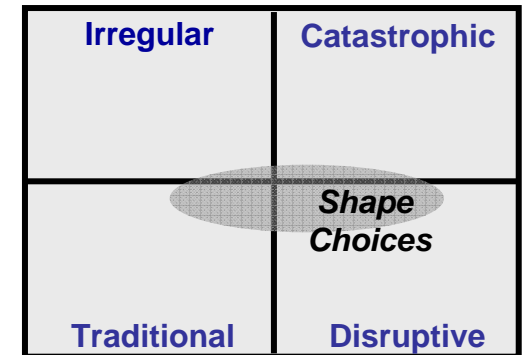 Irregular
Catastrophic
Shape
Choices
Traditional
Disruptive